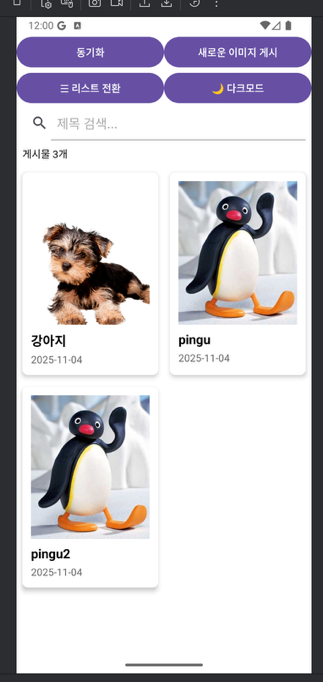 12:00 G A
동기화 새로운 이미지 게시
☰ 리스트 전환 🌙 다크모드
제목 검색...
게시물 3개
강아지 pingu
2025-11-04 2025-11-04
pingu2
2025-11-04